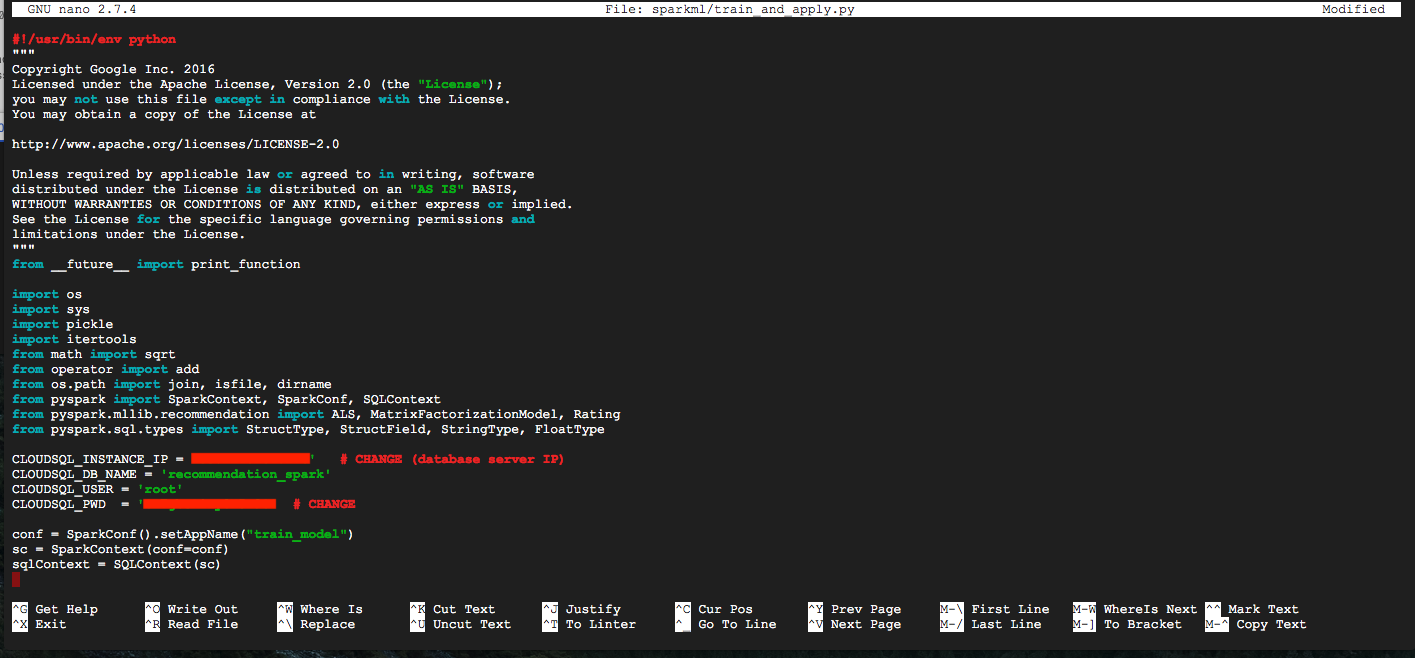 GNU nano 2.7.4 File: sparkml/train_and_apply.py Modified
#!/usr/bin/env python
"""
Copyright Google Inc. 2016
Licensed under the Apache License, Version 2.0 (the "License");
you may not use this file except in compliance with the License.
You may obtain a copy of the License at
http://www.apache.org/licenses/LICENSE-2.0
Unless required by applicable law or agreed to in writing, software
distributed under the License is distributed on an "AS IS" BASIS,
WITHOUT WARRANTIES OR CONDITIONS OF ANY KIND, either express or implied.
See the License for the specific language governing permissions and
limitations under the License.
"""
from __future__ import print_function
import os
import sys
import pickle
import itertools
from math import sqrt
from operator import add
from os.path import join, isfile, dirname
from pyspark import SparkContext, SparkConf, SQLContext
from pyspark.mllib.recommendation import ALS, MatrixFactorizationModel, Rating
from pyspark.sql.types import StructType, StructField, StringType, FloatType
CLOUDSQL_INSTANCE_IP = ' # CHANGE (database server IP)
CLOUDSQL_DB_NAME = 'recommendation_spark'
CLOUDSQL_USER = 'root'
CLOUDSQL_PWD  = ' # CHANGE
conf = SparkConf().setAppName("train_model")
sc = SparkContext(conf=conf)
sqlContext = SQLContext(sc)
^G Get Help ^O Write Out ^W Where Is ^K Cut Text ^J Justify ^C Cur Pos ^Y Prev Page M-\ First Line M-W WhereIs Next ^^ Mark Text
^X Exit ^R Read File ^\ Replace ^U Uncut Text ^T To Linter ^_ Go To Line ^V Next Page M-/ Last Line M-] To Bracket M-^ Copy Text